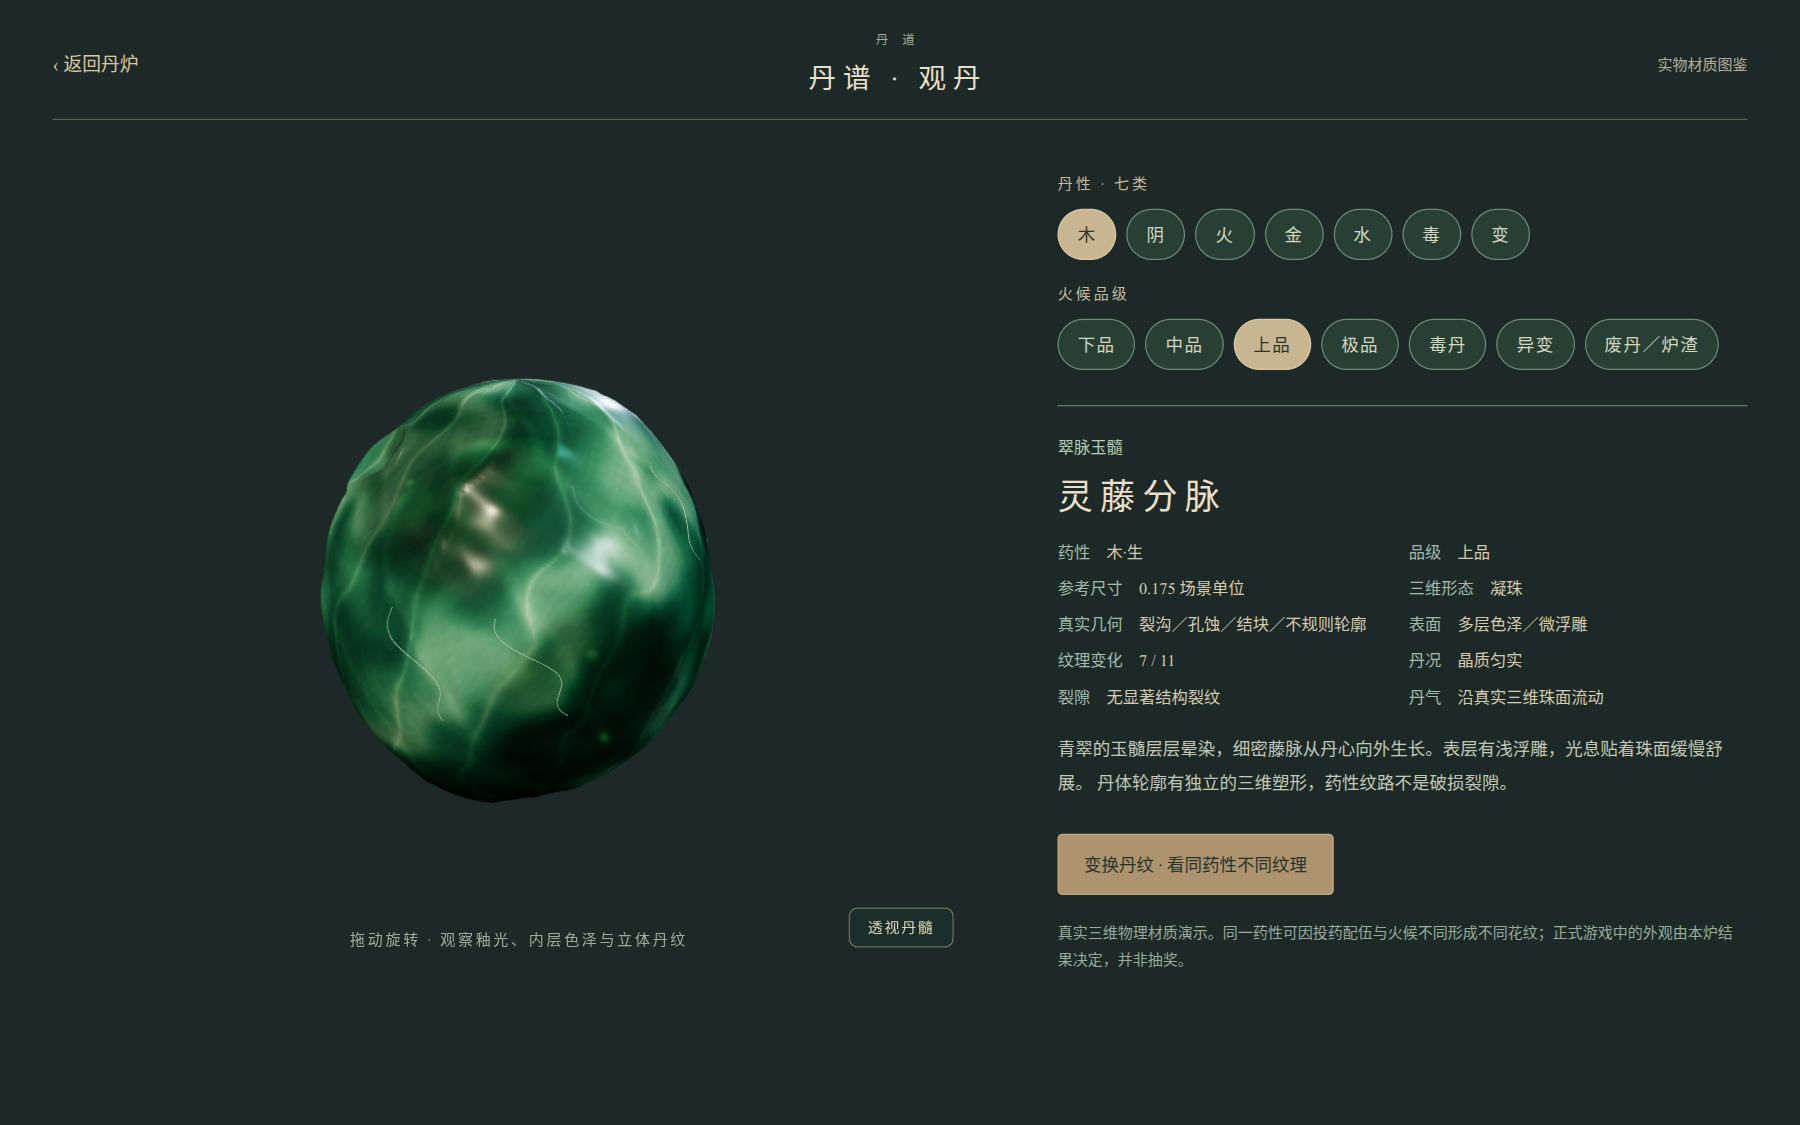 ‹ 返回丹炉
丹 道
丹谱 · 观丹
实物材质图鉴
丹性 · 七类
木 阴 火 金 水 毒 变
火候品级
下品 中品 上品 极品 毒丹 异变 废丹／炉渣
翠脉玉髓
灵藤分脉
药性 木·生 品级 上品
参考尺寸 0.175 场景单位 三维形态 凝珠
真实几何 裂沟／孔蚀／结块／不规则轮廓 表面 多层色泽／微浮雕
纹理变化 7 / 11 丹况 晶质匀实
裂隙 无显著结构裂纹 丹气 沿真实三维珠面流动
青翠的玉髓层层晕染，细密藤脉从丹心向外生长。表层有浅浮雕，光息贴着珠面缓慢舒
展。 丹体轮廓有独立的三维塑形，药性纹路不是破损裂隙。
变换丹纹 · 看同药性不同纹理
透视丹髓
拖动旋转 · 观察釉光、内层色泽与立体丹纹
真实三维物理材质演示。同一药性可因投药配伍与火候不同形成不同花纹；正式游戏中的外观由本炉结
果决定，并非抽奖。